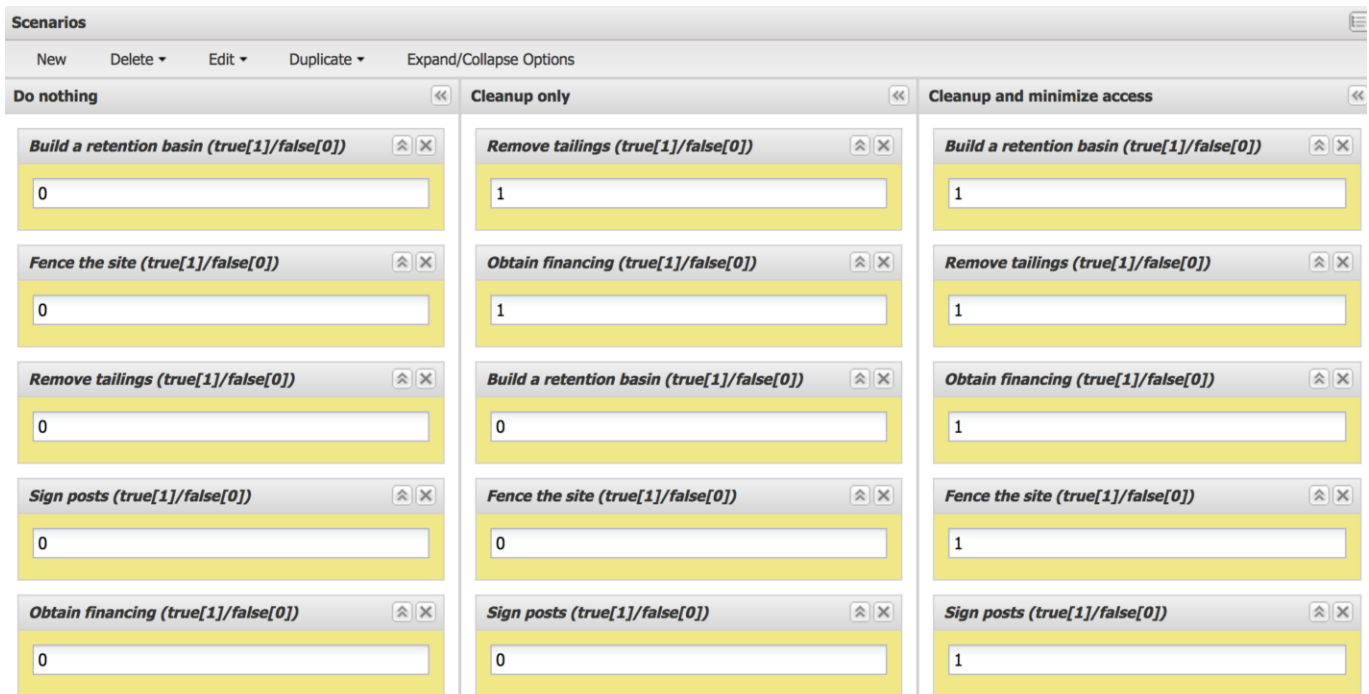 Scenarios
New Delete Edit Duplicate Expand/Collapse Options
Do nothing
Build a retention basin (true[1]/false[0])
0
Fence the site (true[1]/false[0])
0
Remove tailings (true[1]/false[0])
0
Sign posts (true[1]/false[0])
0
Obtain financing (true[1]/false[0])
0
Cleanup only
Remove tailings (true[1]/false[0])
1
Obtain financing (true[1]/false[0])
1
Build a retention basin (true[1]/false[0])
0
Fence the site (true[1]/false[0])
0
Sign posts (true[1]/false[0])
0
Cleanup and minimize access
Build a retention basin (true[1]/false[0])
1
Remove tailings (true[1]/false[0])
1
Obtain financing (true[1]/false[0])
1
Fence the site (true[1]/false[0])
1
Sign posts (true[1]/false[0])
1